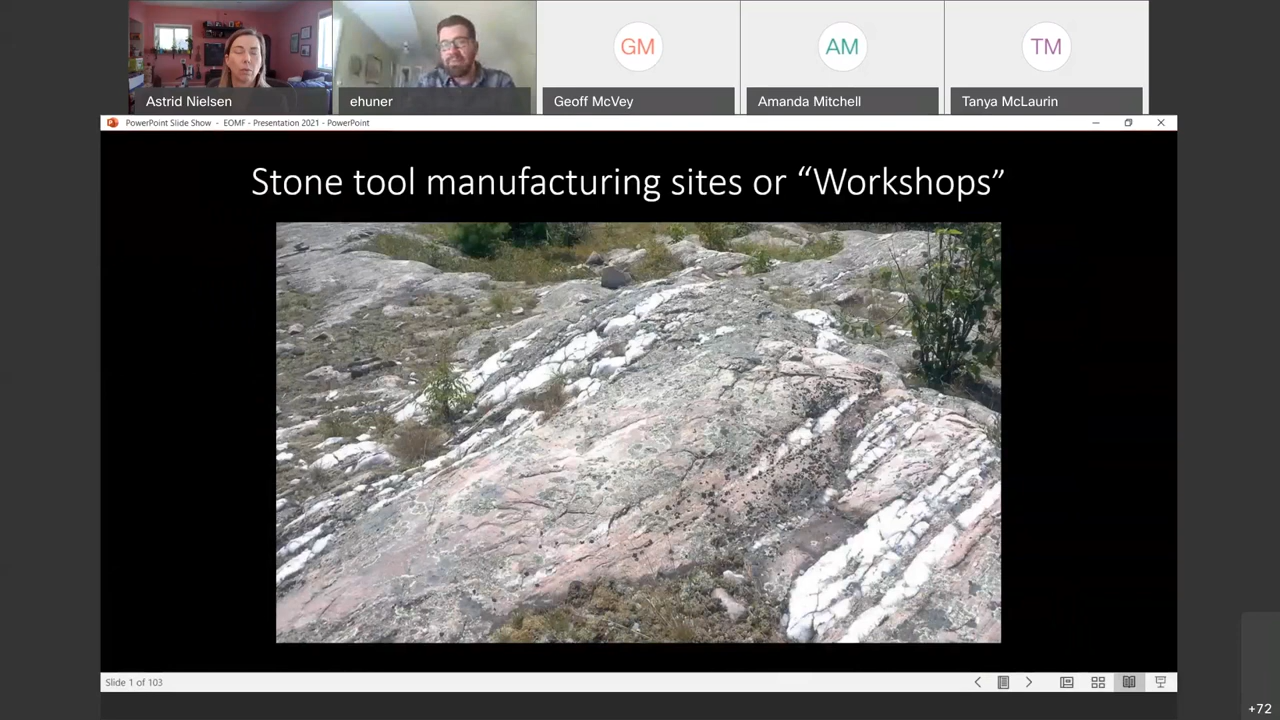 GM
AM
TM
Astrid Nielsen
ehuner
Geoff McVey
Amanda Mitchell
Tanya McLaurin
PowerPoint Slide Show - EOMF - Presentation 2021 - PowerPoint
Stone tool manufacturing sites or “Workshops”
Slide 1 of 103
+72